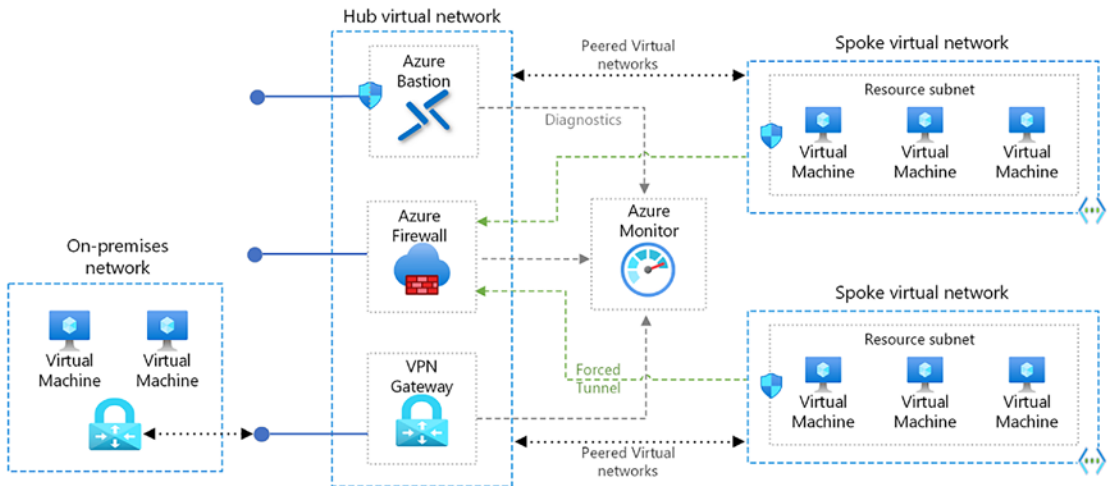 Hub virtual network
Azure
Bastion
Peered Virtual
networks
Spoke virtual network
Resource subnet
Virtual
Machine
Virtual
Machine
Virtual
Machine
Diagnostics
Azure
Firewall
Azure
Monitor
On-premises
network
Virtual
Machine
Virtual
Machine
VPN
Gateway
Forced
Tunnel
Spoke virtual network
Resource subnet
Virtual
Machine
Virtual
Machine
Virtual
Machine
Peered Virtual
networks